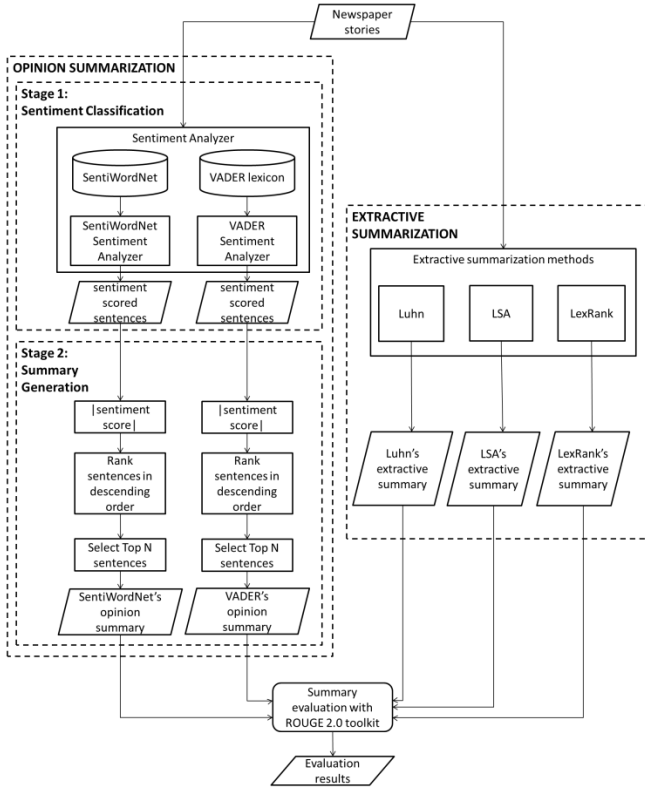 Newspaper
stories
OPINION SUMMARIZATION
Stage 1:
Sentiment Classification
Sentiment Analyzer
SentiWordNet
VADER lexicon
SentiWordNet
Sentiment
Analyzer
VADER
Sentiment
Analyzer
sentiment
scored
sentences
sentiment
scored
sentences
Stage 2:
Summary
Generation
|sentiment
score|
|sentiment
score|
Rank
sentences in
descending
order
Rank
sentences in
descending
order
Select Top N
sentences
Select Top N
sentences
SentiWordNet's
opinion
summary
VADER's
opinion
summary
EXTRACTIVE
SUMMARIZATION
Extractive summarization methods
Luhn
LSA
LexRank
Luhn's
extractive
summary
LSA's
extractive
summary
LexRank's
extractive
summary
Summary
evaluation with
ROUGE 2.0 toolkit
Evaluation
results